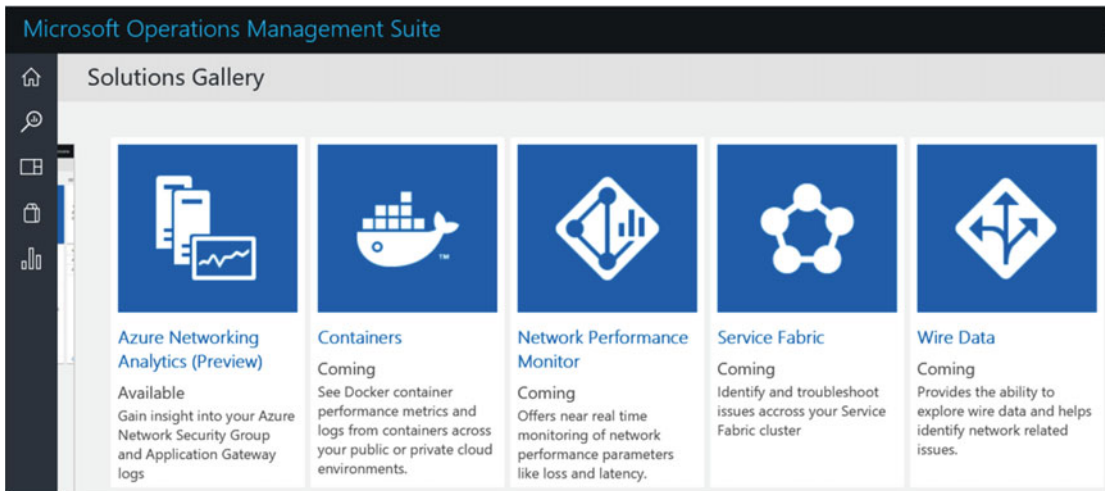 Microsoft Operations Management Suite
Solutions Gallery
Azure Networking
Analytics (Preview)
Available
Gain insight into your Azure
Network Security Group
and Application Gateway
logs
TM
Containers
Coming
See Docker container
performance metrics and
logs from containers across
your public or private cloud
environments.
Network Performance
Monitor
Coming
Offers near real time
monitoring of network
performance parameters
like loss and latency.
Service Fabric
Coming
Identify and troubleshoot
issues accross your Service
Fabric cluster
Wire Data
Coming
Provides the ability to
explore wire data and helps
identify network related
issues.